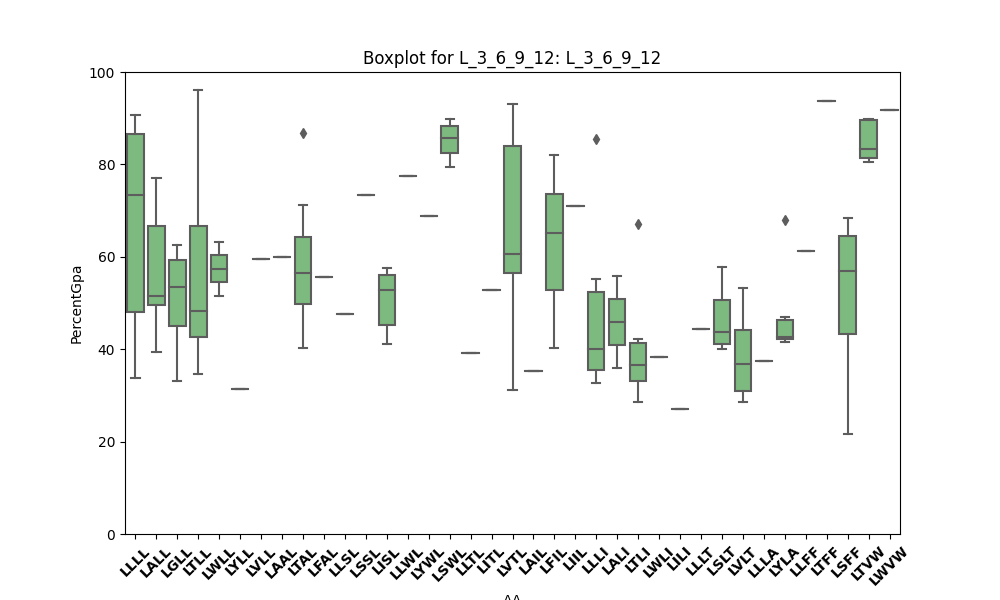 Boxplot for L_3_6_9_12: L_3_6_9_12
100
80
60
40
20
0
PercentGpa
LLLL LALL LGLL LTLL LWLL LYLL LVLL LAAL LTAL LFAL LLSL LSSL LISL LLWL LYWL LSWL LLTL LITL LVTL LAIL LFIL LIIL LLLI LALI LTLI LWLI LILI LLLT LSLT LVLT LLLA LYLA LLFF LTFF LSFF LTVW LWVW